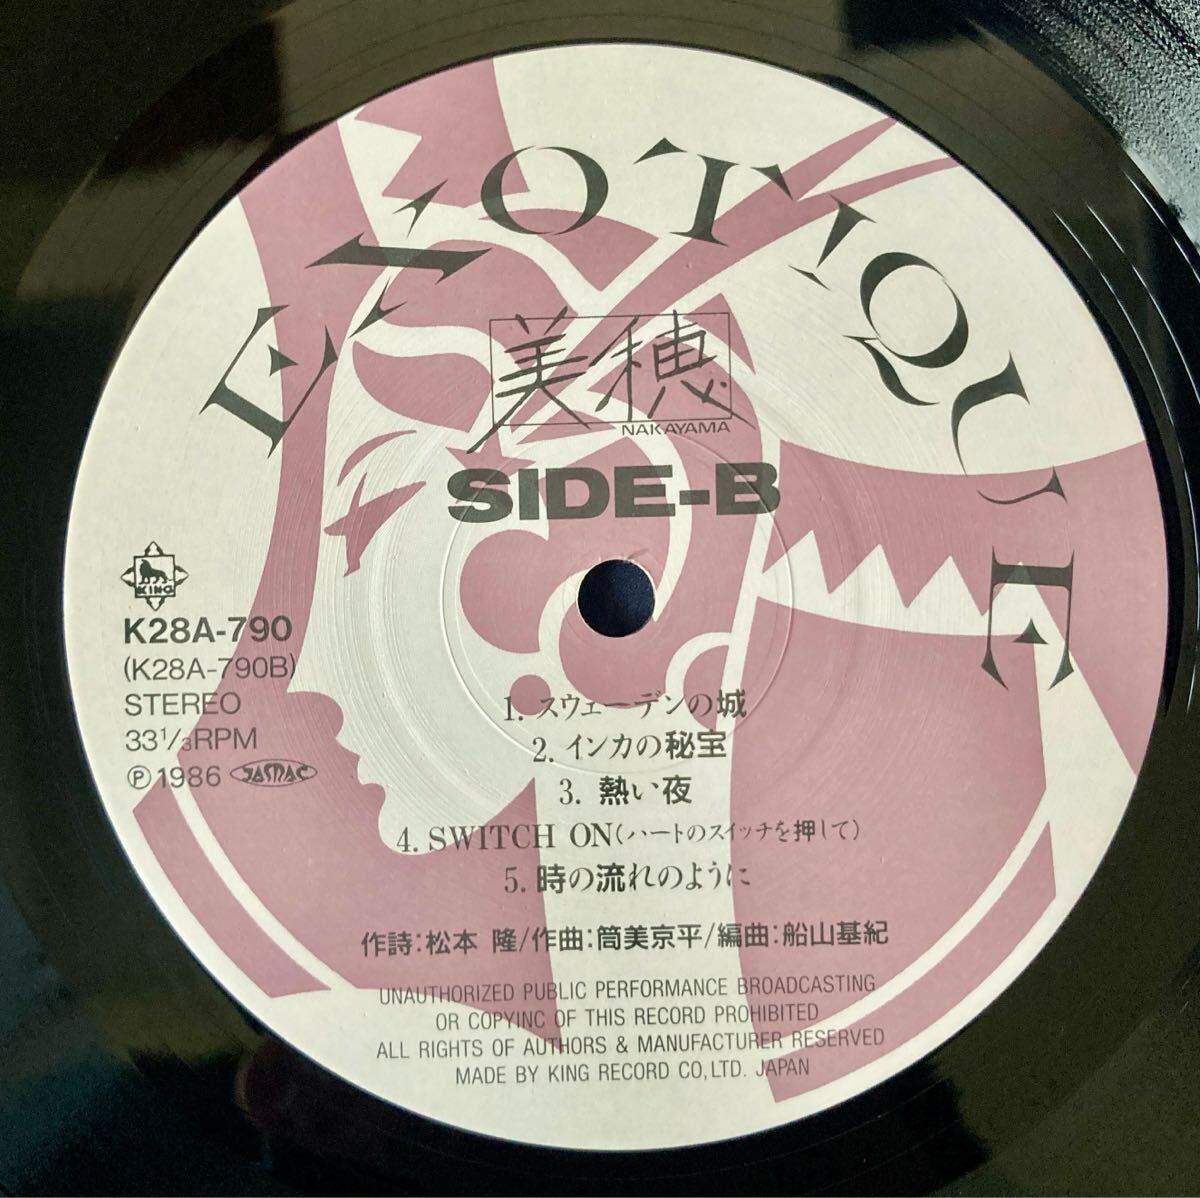 EXOTIQUE
美穂
NAKAYAMA
SIDE-B
KING
K28A-790
(K28A-790B)
STEREO
33 1/3RPM
Ⓟ1986 JASRAC
1. スウェーデンの城
2. インカの秘宝
3. 熱い夜
4. SWITCH ON(ハートのスイッチを押して)
5. 時の流れのように
作詩:松本 隆/作曲:筒美京平/編曲:船山基紀
UNAUTHORIZED PUBLIC PERFORMANCE BROADCASTING
OR COPYING OF THIS RECORD PROHIBITED
ALL RIGHTS OF AUTHORS & MANUFACTURER RESERVED
MADE BY KING RECORD CO,LTD. JAPAN